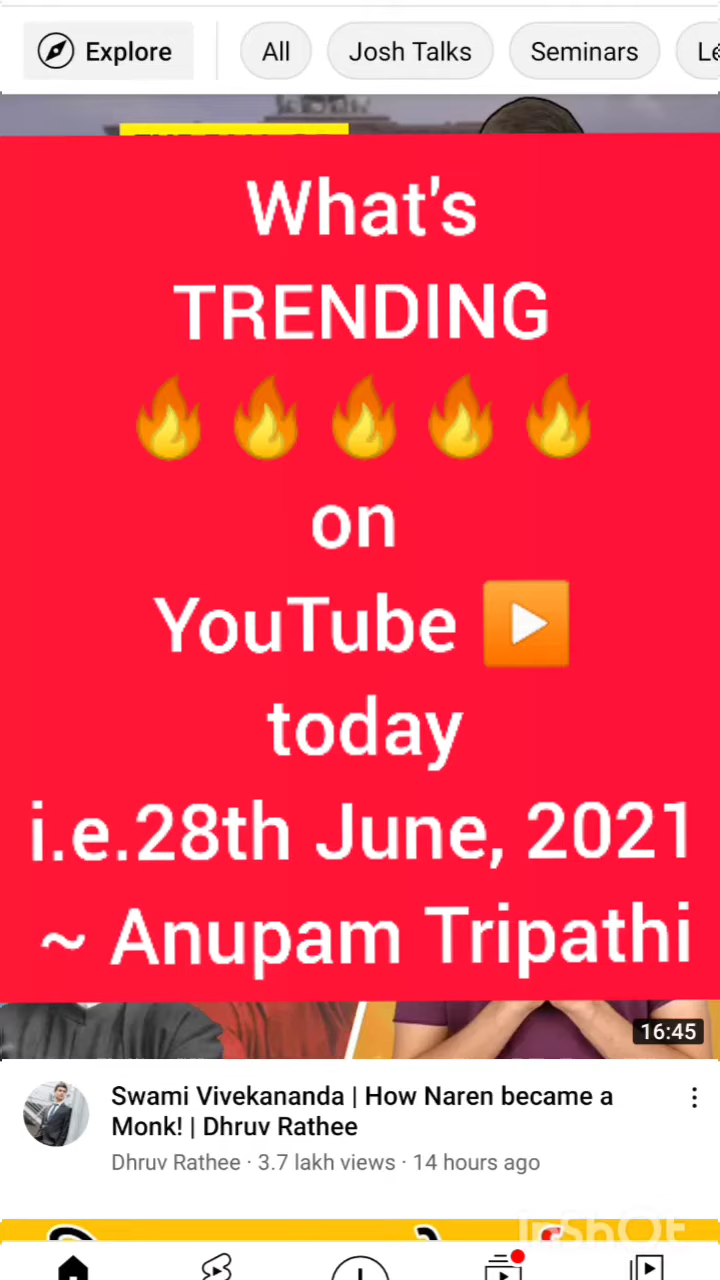 Explore
All
Josh Talks
Seminars
What's
TRENDING
🔥🔥🔥🔥🔥
on
YouTube ▶️
today
i.e.28th June, 2021
~ Anupam Tripathi
16:45
Swami Vivekananda | How Naren became a
Monk! | Dhruv Rathee
Dhruv Rathee · 3.7 lakh views · 14 hours ago
InShOt